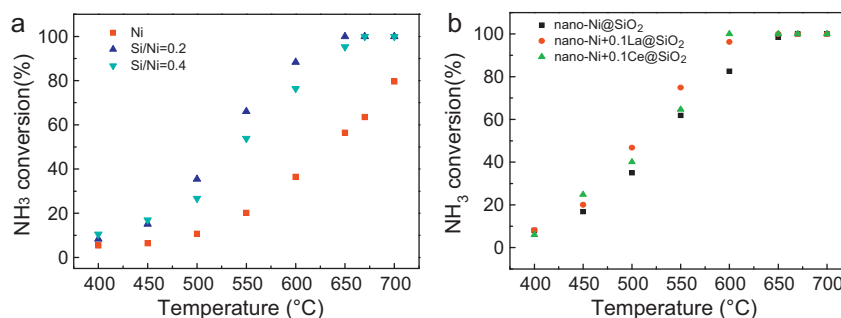 a
NH3 conversion(%)
100
80
60
40
20
0
Ni
Si/Ni=0.2
Si/Ni=0.4
400 450 500 550 600 650 700
Temperature (°C)
b
NH3 conversion(%)
100
80
60
40
20
0
nano-Ni@SiO2
nano-Ni+0.1La@SiO2
nano-Ni+0.1Ce@SiO2
400 450 500 550 600 650 700
Temperature (°C)